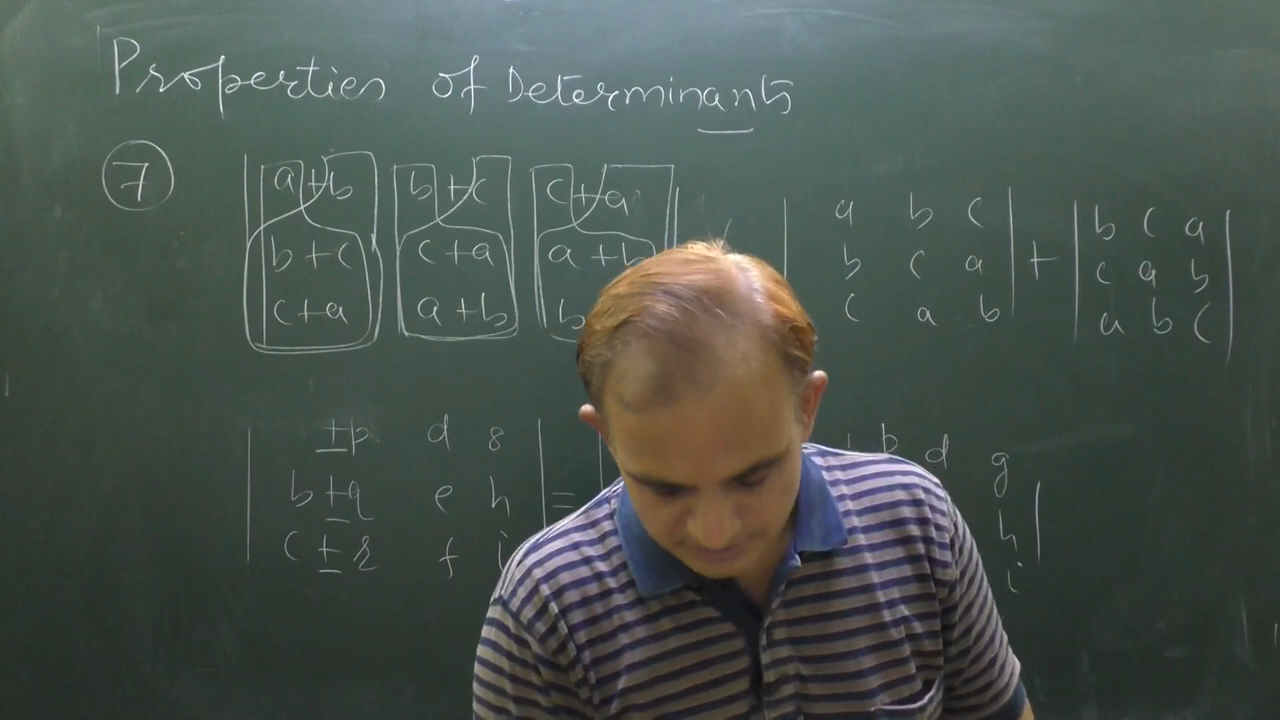 Properties of Determinants
7
| a+b b+c c+a | | a b c | + | b c a |
| b+c c+a a+b | b c a | c a b |
| c+a a+b b c a b | a b c |
| ±p d g | p d g
b ±q e h | = h |
c ± r f i i